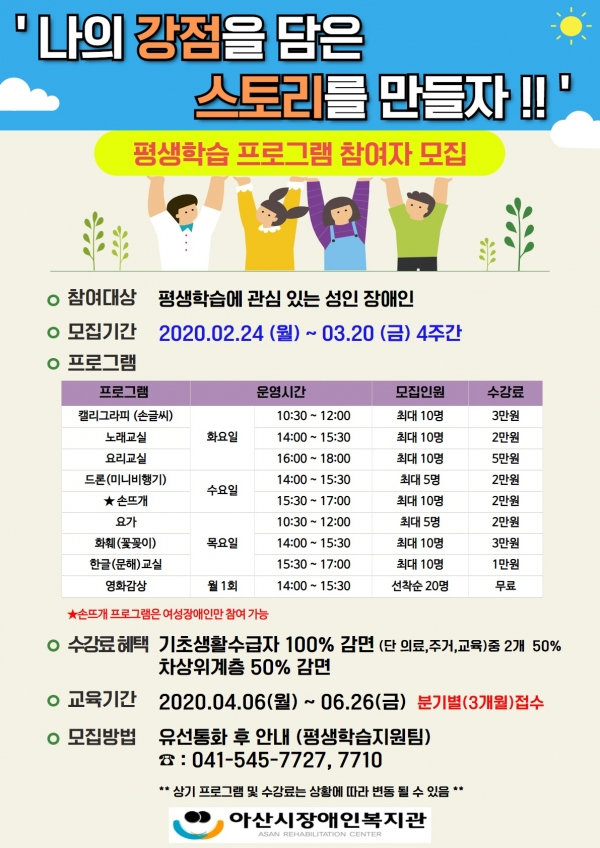 ' 나의 강점을 담은
스토리를 만들자 !! '
평생학습 프로그램 참여자 모집
참여대상 평생학습에 관심 있는 성인 장애인
모집기간 2020.02.24 (월) ~ 03.20 (금) 4주간
프로그램
프로그램 운영시간 모집인원 수강료
캘리그라피 (손글씨) 화요일 10:30 ~ 12:00 최대 10명 3만원
노래교실 14:00 ~ 15:30 최대 10명 2만원
요리교실 16:00 ~ 18:00 최대 10명 5만원
드론(미니비행기) 수요일 14:00 ~ 15:30 최대 5명 2만원
★ 손뜨개 15:30 ~ 17:00 최대 10명 2만원
요가 목요일 10:30 ~ 12:00 최대 5명 2만원
화훼(꽃꽂이) 14:00 ~ 15:30 최대 10명 3만원
한글(문해)교실 15:30 ~ 17:00 최대 10명 1만원
영화감상 월 1회 14:00 ~ 15:30 선착순 20명 무료
★손뜨개 프로그램은 여성장애인만 참여 가능
수강료 혜택 기초생활수급자 100% 감면 (단 의료,주거,교육)중 2개 50%
차상위계층 50% 감면
교육기간 2020.04.06(월) ~ 06.26(금) 분기별(3개월)접수
모집방법 유선통화 후 안내 (평생학습지원팀)
☎ : 041-545-7727, 7710
** 상기 프로그램 및 수강료는 상황에 따라 변동 될 수 있음 **
아산시장애인복지관
ASAN REHABILITATION CENTER